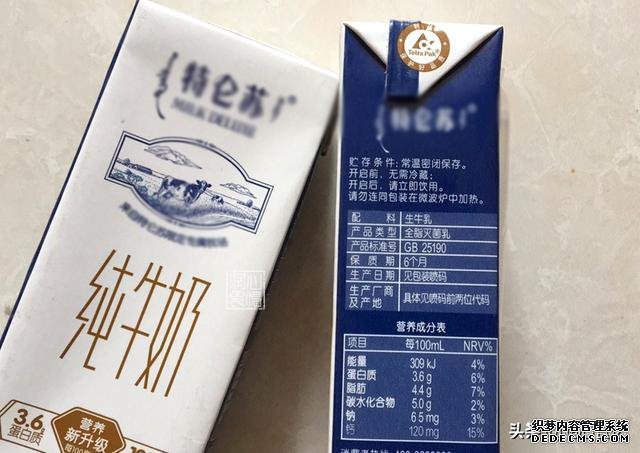 特仑苏
MILK DELUXE
纯牛奶
3.6g
蛋白质
营养
新升级
Tetra Pak
特仑苏
贮存条件：常温密闭保存。
开启前，无需冷藏；
开启后，请立即饮用。
请勿连同包装在微波炉中加热。
配料 生牛乳
产品类型 全脂灭菌乳
产品标准号 GB 25190
保质期 6个月
生产日期 见包装喷码
生产厂商及产地 具体见喷码前两位代码
营养成分表
项目 每100mL NRV%
能量 309 kJ 4%
蛋白质 3.6 g 6%
脂肪 4.4 g 7%
碳水化合物 5.0 g 2%
钠 65 mg 3%
钙 120 mg 15%
头条
织梦内容管理系统
DEDECMS.COM